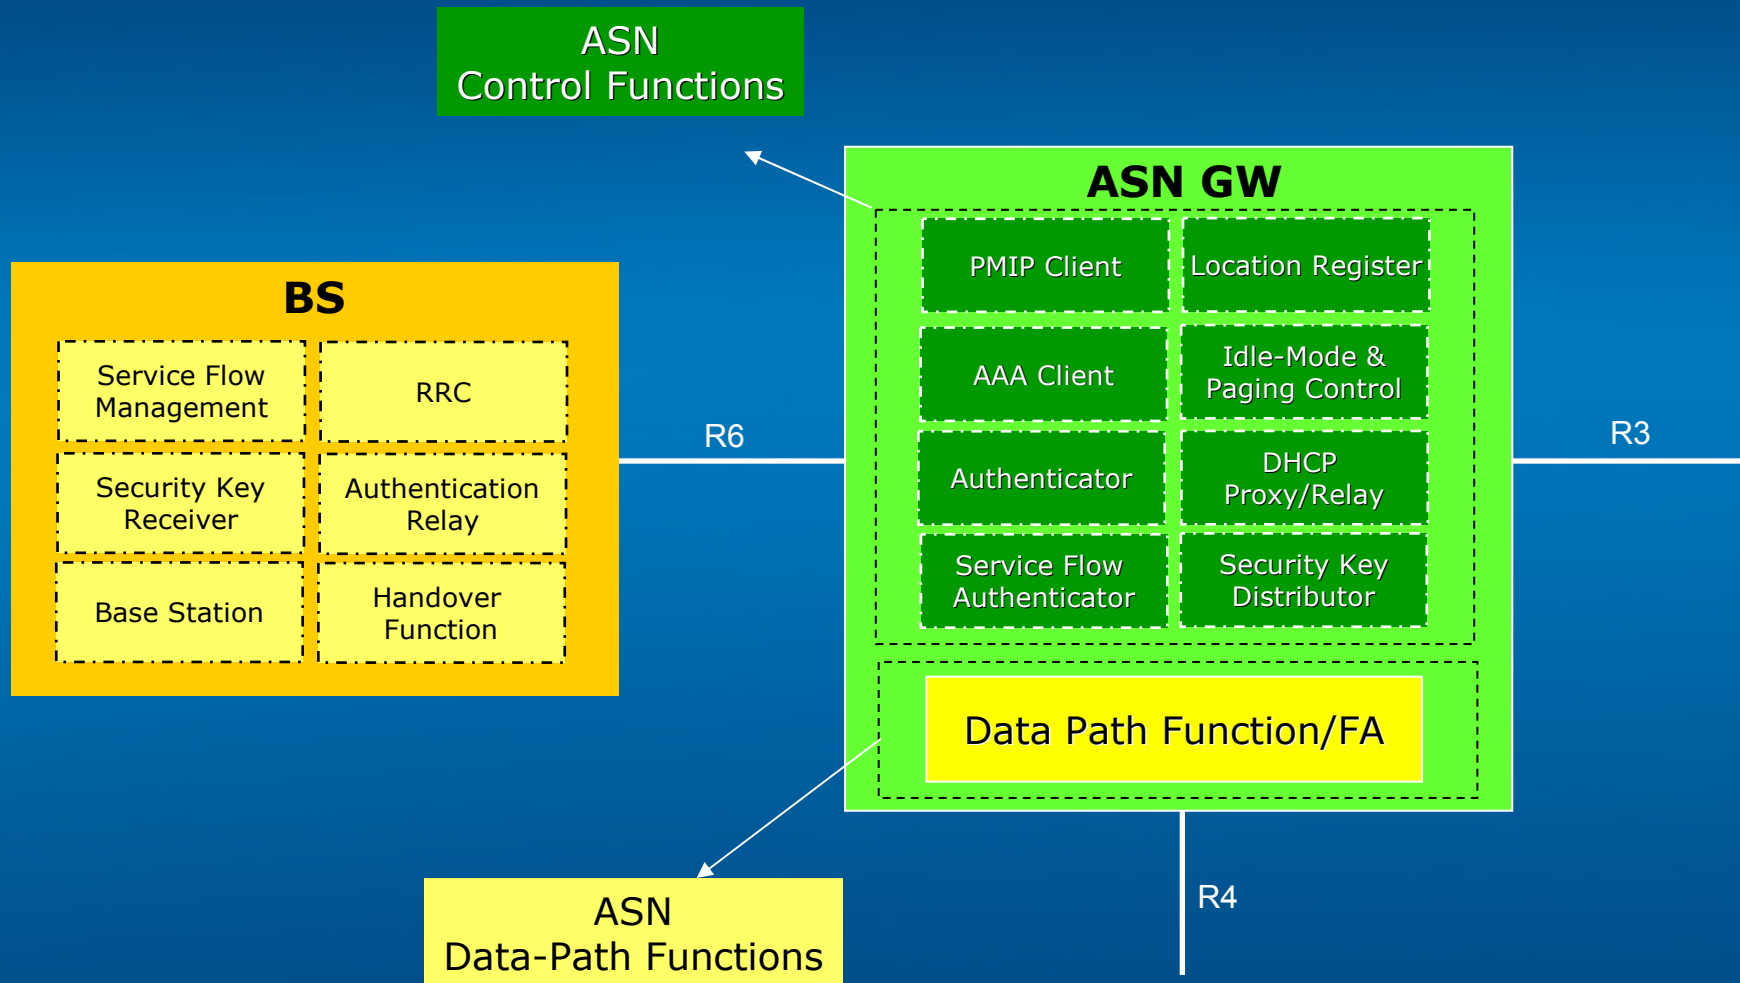 ASN
Control Functions
ASN GW
PMIP Client
Location Register
AAA Client
Idle-Mode &
Paging Control
Authenticator
DHCP
Proxy/Relay
Service Flow
Authenticator
Security Key
Distributor
Data Path Function/FA
BS
Service Flow
Management
RRC
Security Key
Receiver
Authentication
Relay
Base Station
Handover
Function
R6
R3
R4
ASN
Data-Path Functions